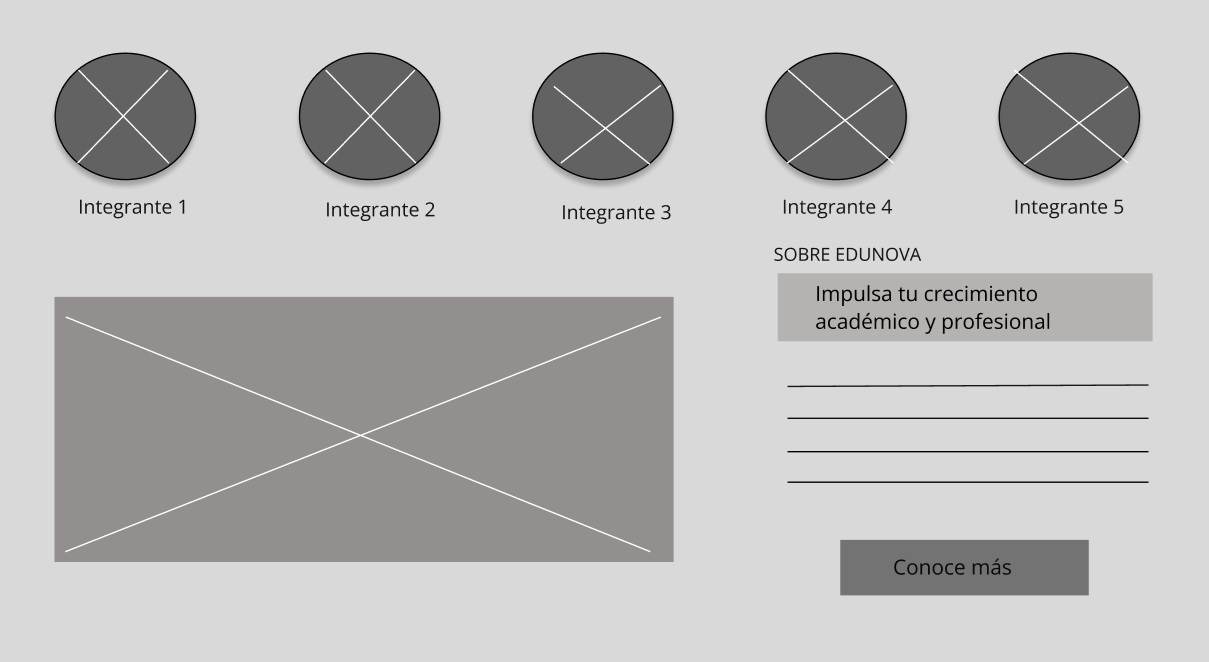 Integrante 1
Integrante 2
Integrante 3
Integrante 4
Integrante 5
SOBRE EDUNOVA
Impulsa tu crecimiento
académico y profesional
Conoce más